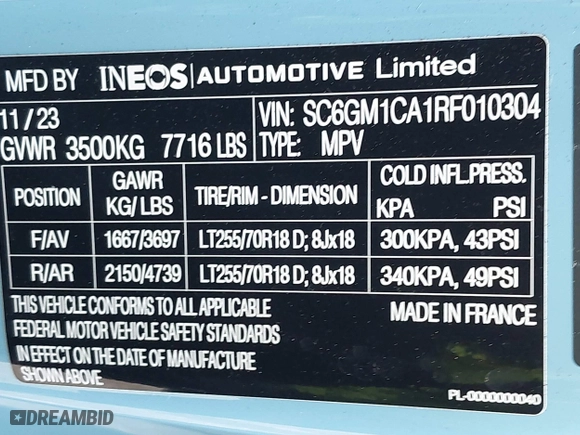 MFD BY INEOS | AUTOMOTIVE Limited
11 / 23 VIN: SC6GM1CA1RF010304
GVWR 3500KG 7716 LBS TYPE: MPV
POSITION GAWR KG/ LBS TIRE/RIM - DIMENSION COLD INFL.PRESS. KPA PSI
F/AV 1667/3697 LT255/70R18 D; 8Jx18 300KPA, 43PSI
R/AR 2150/4739 LT255/70R18 D; 8Jx18 340KPA, 49PSI
THIS VEHICLE CONFORMS TO ALL APPLICABLE MADE IN FRANCE
FEDERAL MOTOR VEHICLE SAFETY STANDARDS
IN EFFECT ON THE DATE OF MANUFACTURE
SHOWN ABOVE
PL-0000000040
DREAMBID